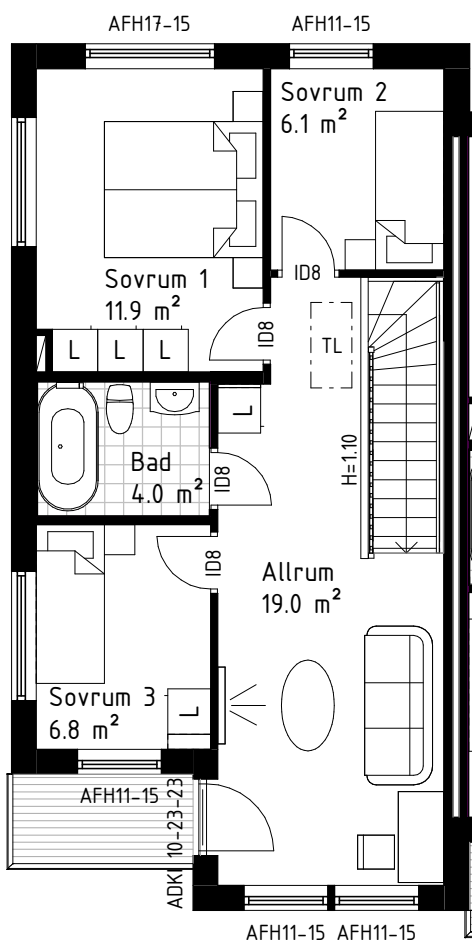 AFH17-15
AFH11-15
Sovrum 2
6.1 m²
ID8
Sovrum 1
11.9 m²
ID8
TL
L
L
L
L
H=1.10
Bad
4.0 m²
ID8
ID8
Allrum
19.0 m²
Sovrum 3
6.8 m²
L
AFH11-15
10-23-23
AFH11-15
AFH11-15